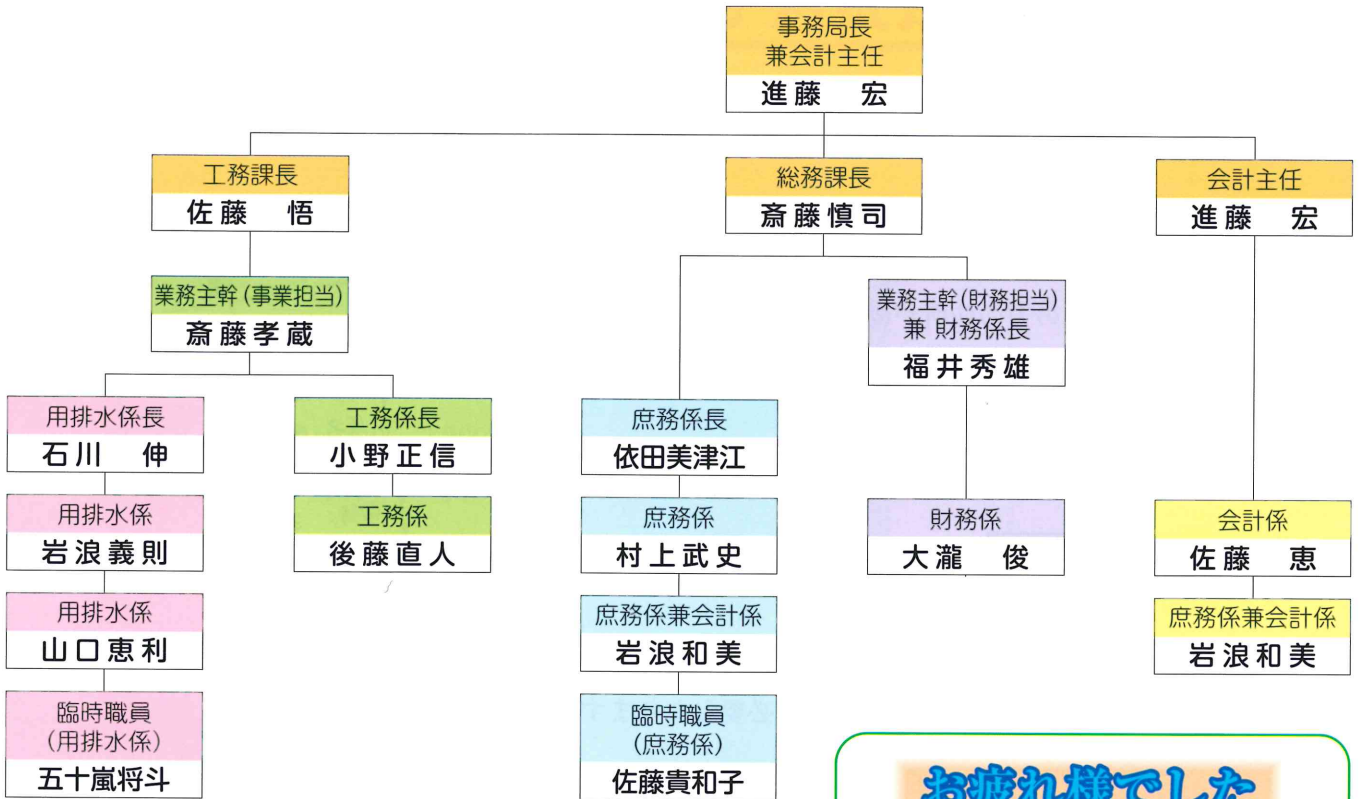 事務局長
兼会計主任
進藤 宏
工務課長
佐藤 悟
総務課長
斎藤慎司
会計主任
進藤 宏
業務主幹(事業担当)
斎藤孝蔵
業務主幹(財務担当)
兼 財務係長
福井秀雄
用排水係長
石川 伸
工務係長
小野正信
庶務係長
依田美津江
用排水係
岩浪義則
工務係
後藤直人
庶務係
村上武史
財務係
大瀧 俊
会計係
佐藤 恵
用排水係
山口恵利
庶務係兼会計係
岩浪和美
庶務係兼会計係
岩浪和美
臨時職員
(用排水係)
五十嵐将斗
臨時職員
(庶務係)
佐藤貴和子
お疲れ様でした